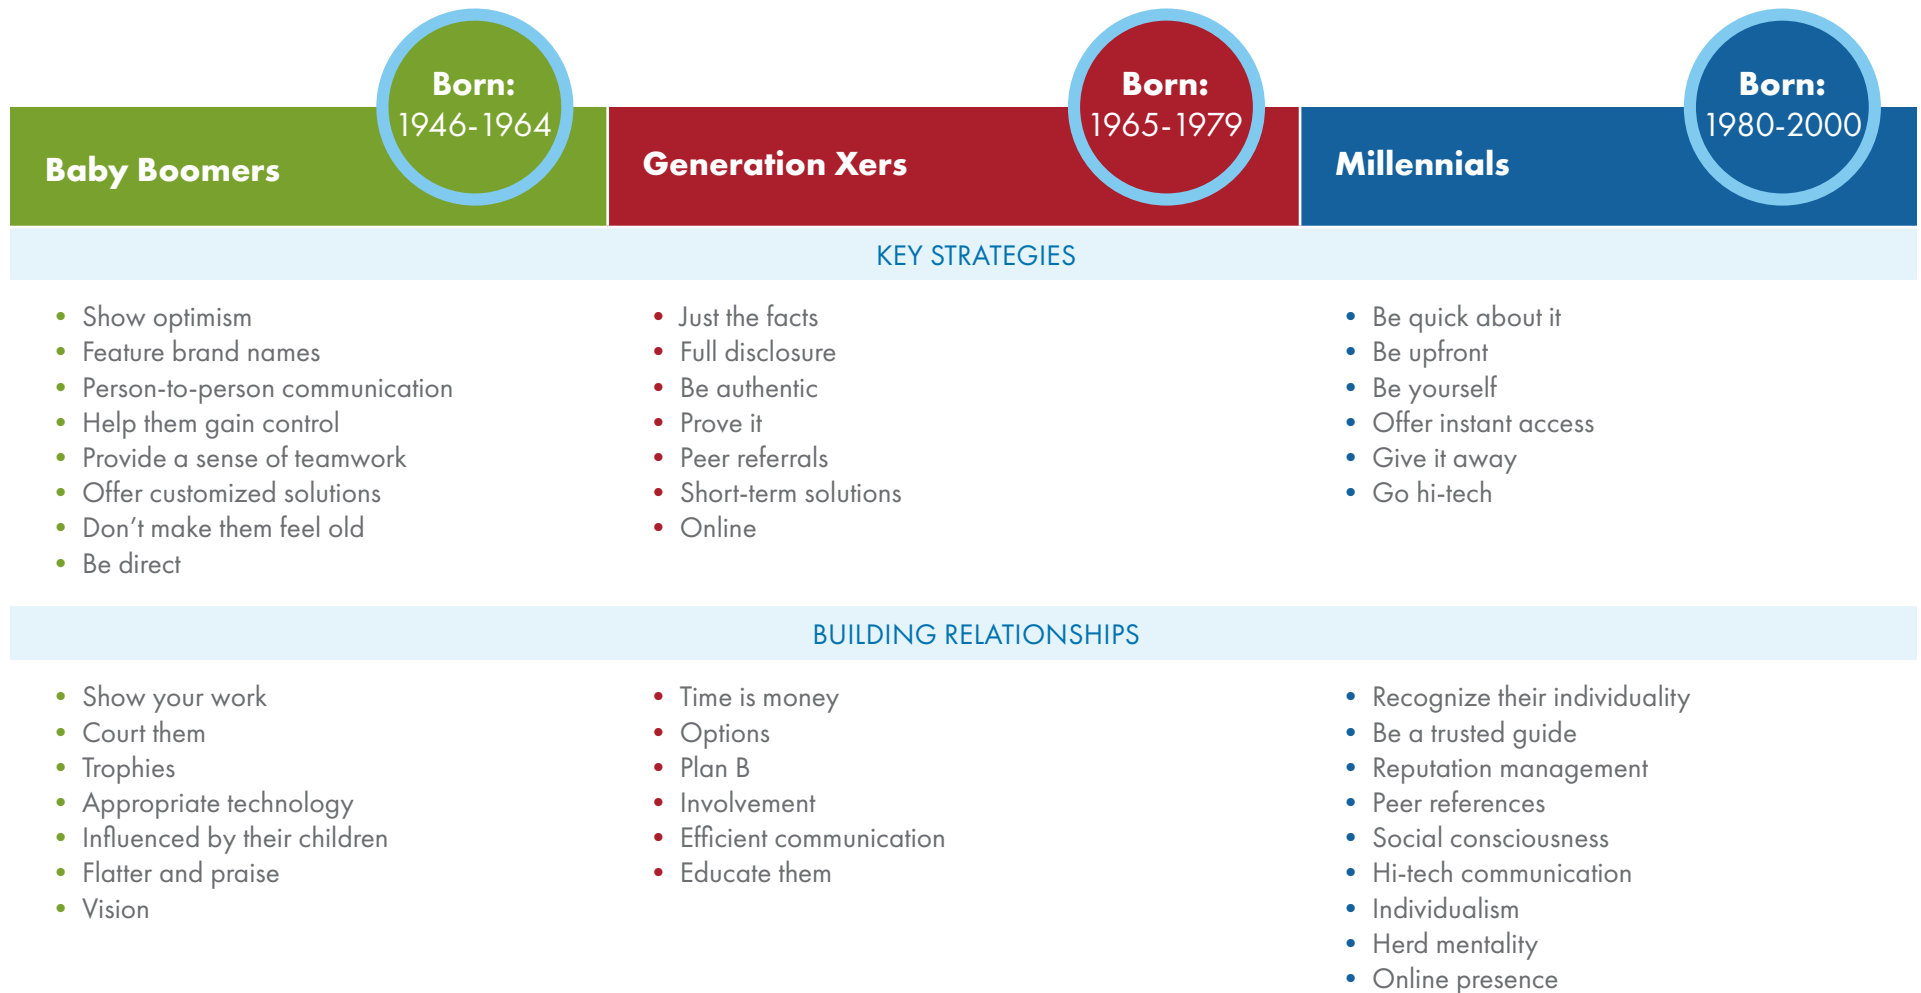 Born:
1946-1964
Baby Boomers
Born:
1965-1979
Generation Xers
Born:
1980-2000
Millennials
KEY STRATEGIES
• Show optimism
• Feature brand names
• Person-to-person communication
• Help them gain control
• Provide a sense of teamwork
• Offer customized solutions
• Don’t make them feel old
• Be direct
• Just the facts
• Full disclosure
• Be authentic
• Prove it
• Peer referrals
• Short-term solutions
• Online
• Be quick about it
• Be upfront
• Be yourself
• Offer instant access
• Give it away
• Go hi-tech
BUILDING RELATIONSHIPS
• Show your work
• Court them
• Trophies
• Appropriate technology
• Influenced by their children
• Flatter and praise
• Vision
• Time is money
• Options
• Plan B
• Involvement
• Efficient communication
• Educate them
• Recognize their individuality
• Be a trusted guide
• Reputation management
• Peer references
• Social consciousness
• Hi-tech communication
• Individualism
• Herd mentality
• Online presence